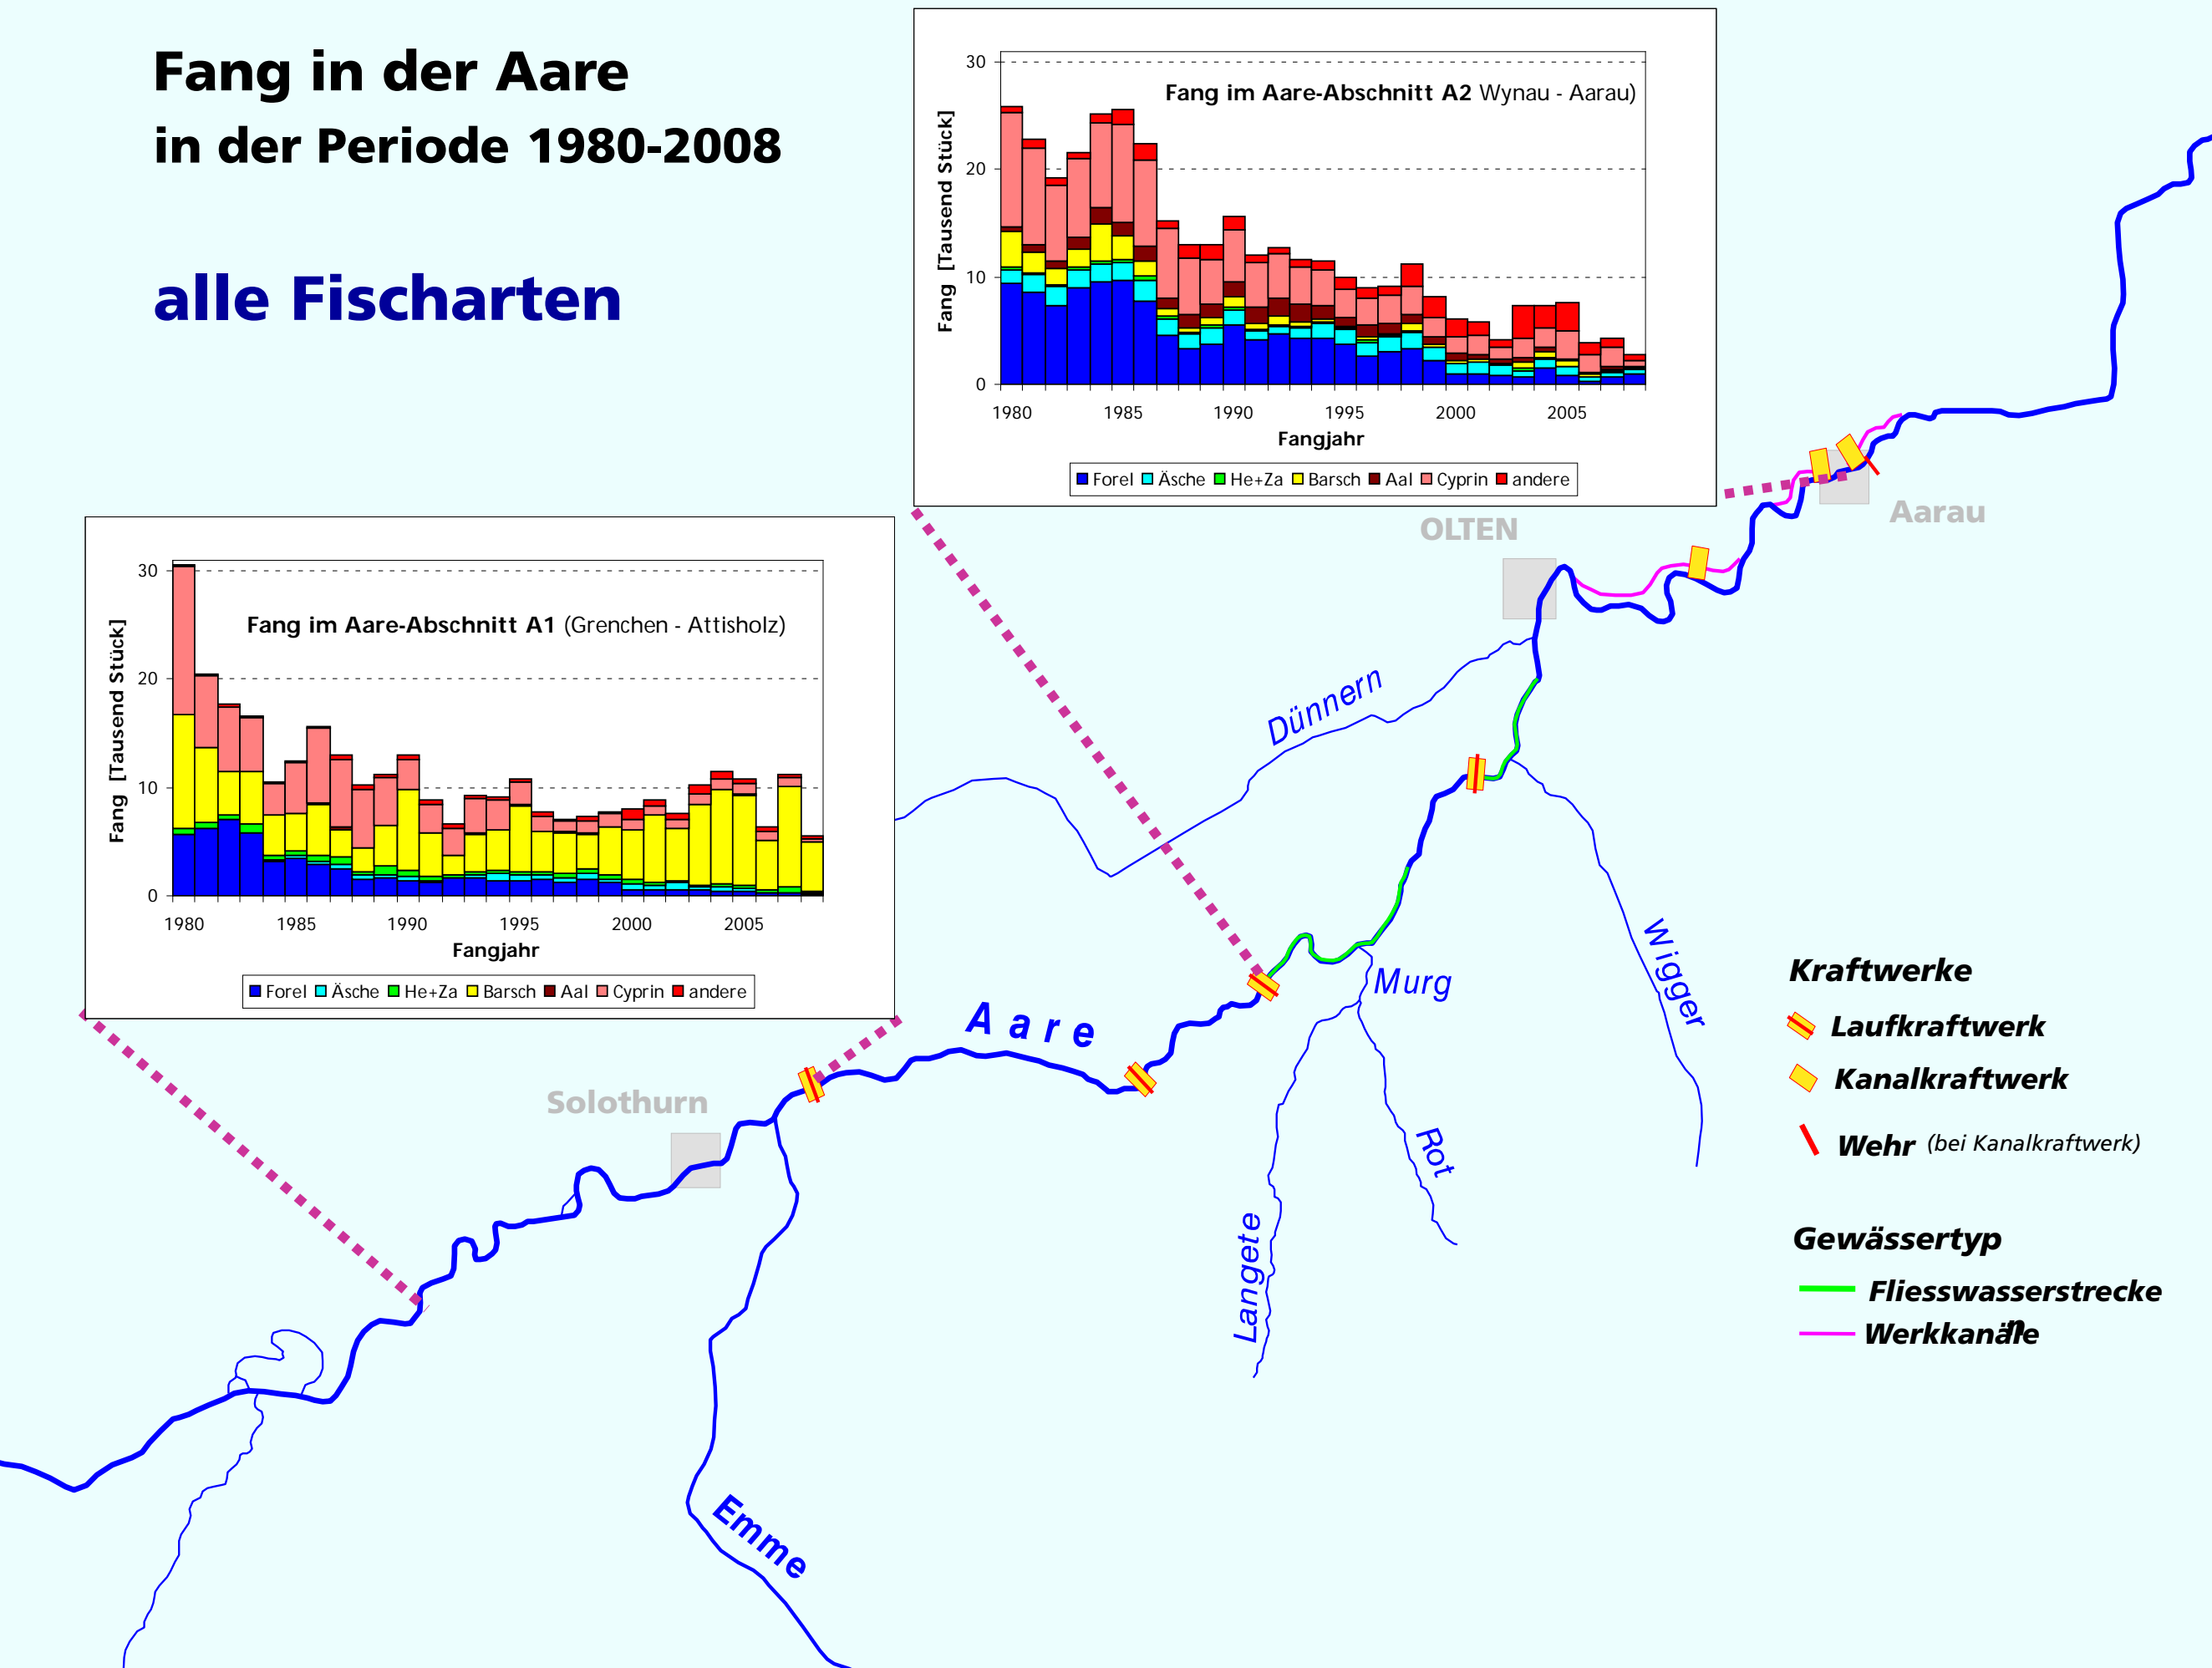 Fang in der Aare
in der Periode 1980-2008
alle Fischarten
Fang im Aare-Abschnitt A2 Wynau - Aarau)
Fang [Tausend Stück]
30
20
10
0
1980 1985 1990 1995 2000 2005
Fangjahr
Forel Äsche He+Za Barsch Aal Cyprin andere
Fang im Aare-Abschnitt A1 (Grenchen - Attisholz)
Fang [Tausend Stück]
30
20
10
0
1980 1985 1990 1995 2000 2005
Fangjahr
Forel Äsche He+Za Barsch Aal Cyprin andere
OLTEN
Aarau
Dünnern
Wigger
Murg
Aare
Solothurn
Rot
Langete
Emme
Kraftwerke
Laufkraftwerk
Kanalkraftwerk
Wehr (bei Kanalkraftwerk)
Gewässertyp
Fliesswasserstrecke
n
Werkkanäle